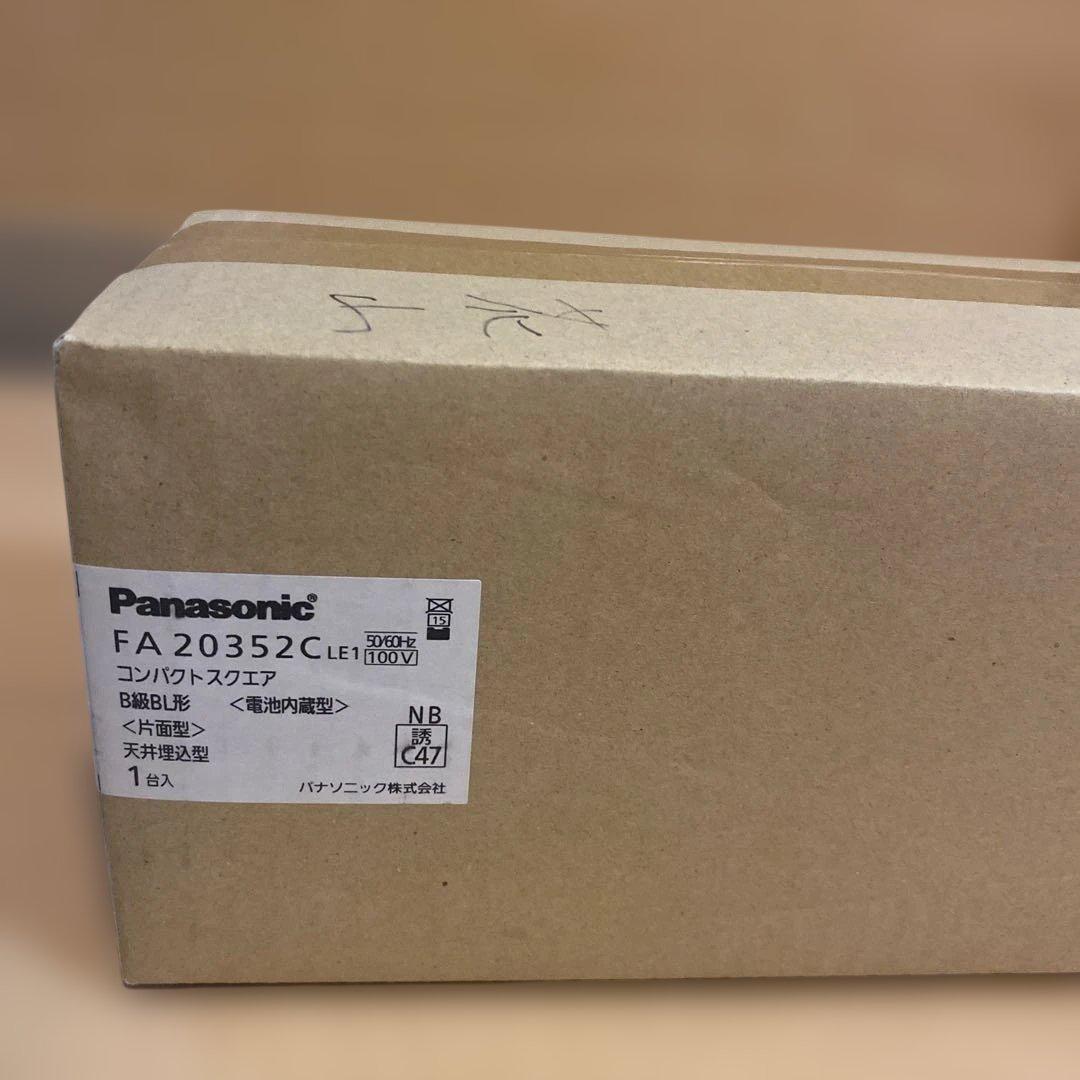 Panasonic®
FA 20352C LE1 50/60Hz 100V
15
コンパクトスクエア
B級BL形 <電池内蔵型>
<片面型>
天井埋込型
1台入
NB
誘
C47
パナソニック株式会社